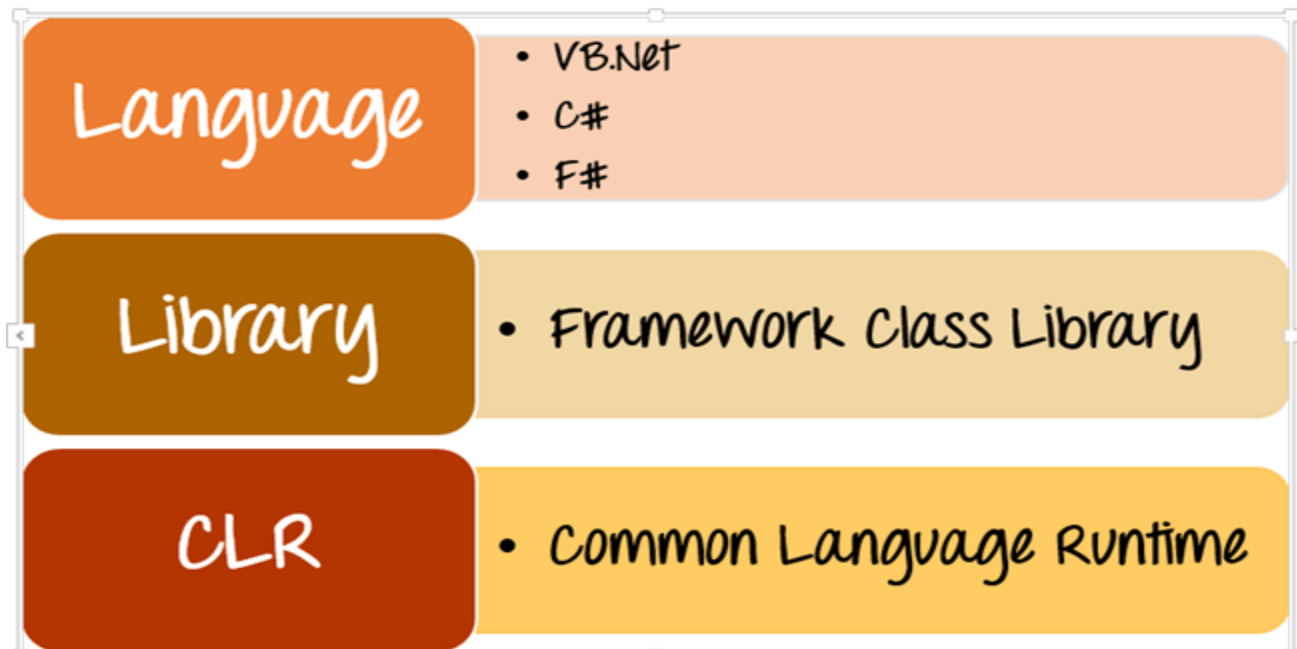 Language
• VB.Net
• C#
• F#
Library
• Framework Class Library
CLR
• Common Language Runtime